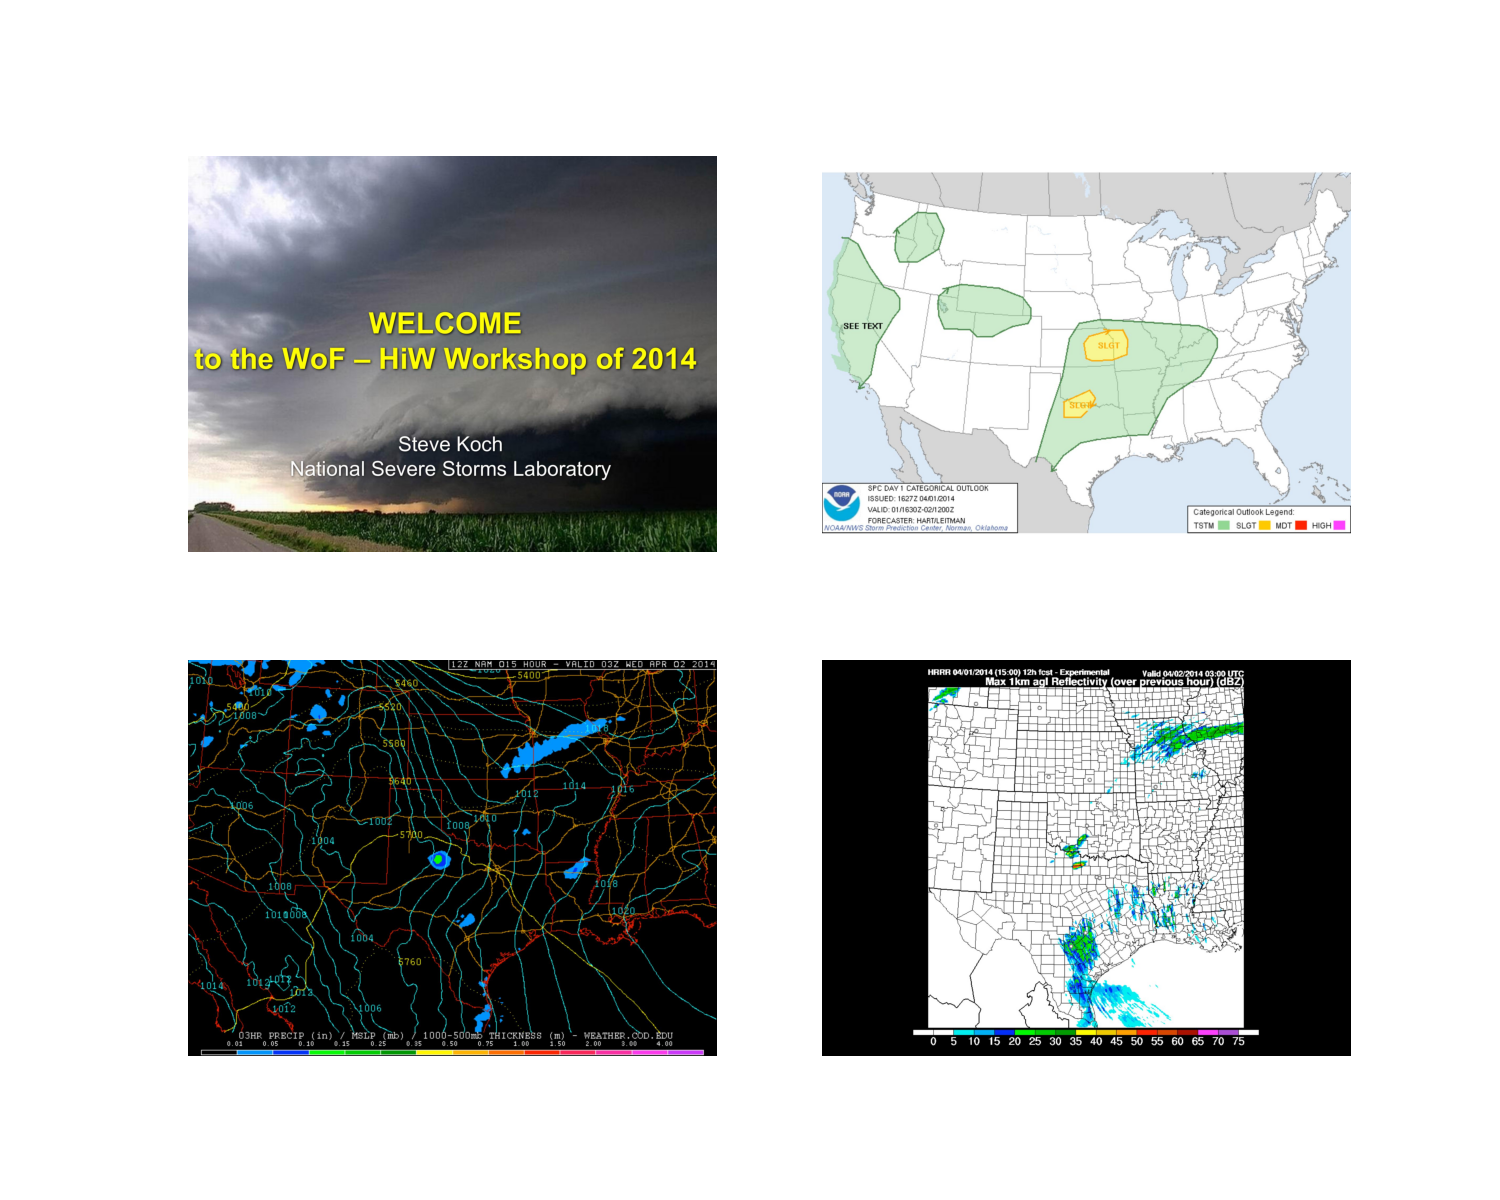 WELCOME
to the WoF – HiW Workshop of 2014
Steve Koch
National Severe Storms Laboratory
SEE TEXT
SLGT
SLGT
NOAA
SPC DAY 1 CATEGORICAL OUTLOOK
ISSUED: 1627Z 04/01/2014
VALID: 01/1630Z-02/1200Z
FORECASTER: HART/LEITMAN
NOAA/NWS Storm Prediction Center, Norman, Oklahoma
Categorical Outlook Legend:
TSTM SLGT MDT RED HIGH
12Z NAM 015 HOUR - VALID 03Z WED APR 02 2014
1020
5400
1010
5460
1010
5400
1008
5520
1016
5580
5640
1012
1014
1016
1006
1002
1008
1010
5700
1004
1008
1018
1010
1006
1020
1004
5760
1014
1012
1012
1012
1012
1006
03HR PRECIP (in) / MSLP (mb) / 1000-500mb THICKNESS (m) - WEATHER.COD.EDU
0.01 0.05 0.10 0.15 0.25 0.35 0.50 0.75 1.00 1.50 2.00 3.00 4.00
HRRR 04/01/2014 (15:00) 12h fcst - Experimental
Valid 04/02/2014 03:00 UTC
Max 1km agl Reflectivity (over previous hour) (dBZ)
0 5 10 15 20 25 30 35 40 45 50 55 60 65 70 75